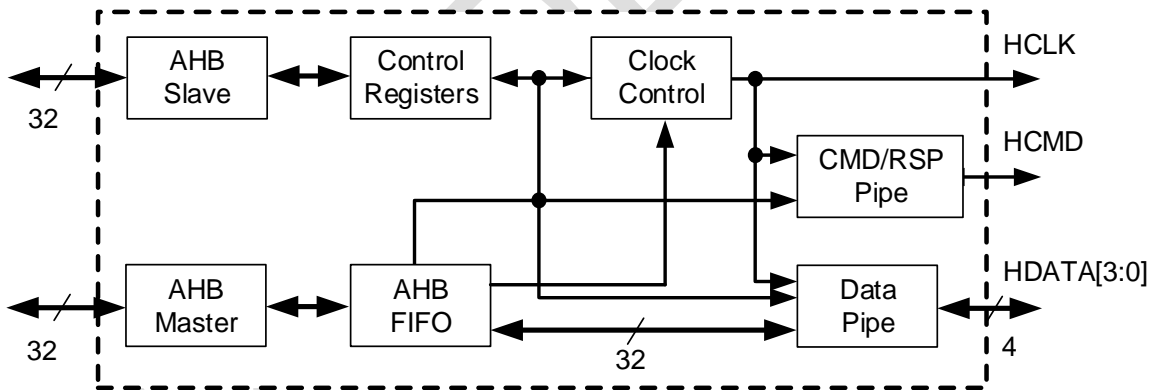 AHB
Slave
Control
Registers
Clock
Control
HCLK
32
CMD/RSP
Pipe
HCMD
AHB
Master
AHB
FIFO
Data
Pipe
HDATA[3:0]
32
32
4